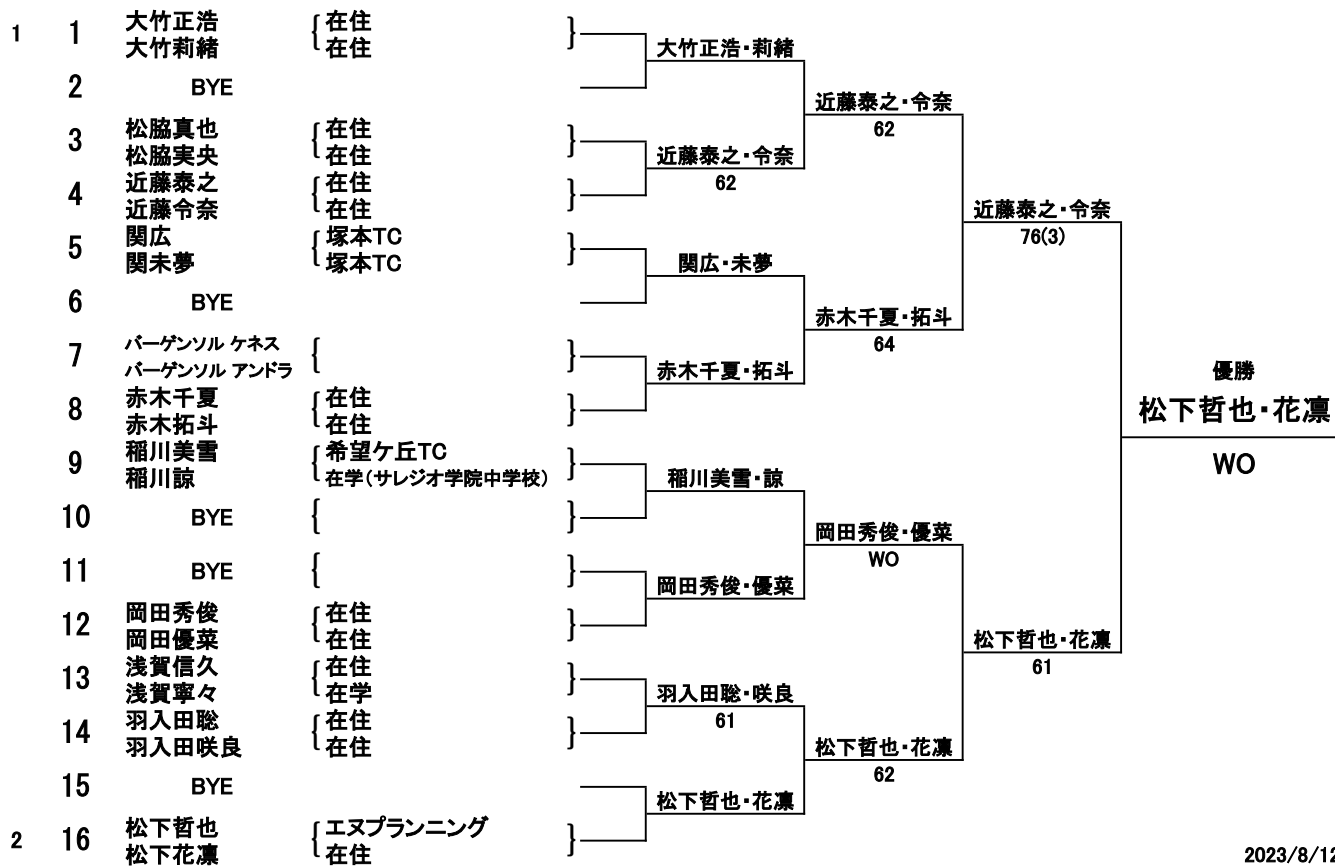 1 1 大竹正浩 在住
大竹莉緒 在住
大竹正浩・莉緒
2 BYE
近藤泰之・令奈
62
3 松脇真也 在住
松脇実央 在住
近藤泰之・令奈
62
4 近藤泰之 在住
近藤令奈 在住
近藤泰之・令奈
76(3)
5 関広 塚本TC
関未夢 塚本TC
関広・未夢
6 BYE
赤木千夏・拓斗
64
7 バーゲンソル ケネス
バーゲンソル アンドラ
赤木千夏・拓斗
8 赤木千夏 在住
赤木拓斗 在住
優勝
松下哲也・花凜
WO
9 稲川美雪 希望ケ丘TC
稲川諒 在学(サレジオ学院中学校)
稲川美雪・諒
10 BYE
岡田秀俊・優菜
WO
11 BYE
岡田秀俊・優菜
12 岡田秀俊 在住
岡田優菜 在住
松下哲也・花凜
61
13 浅賀信久 在住
浅賀寧々 在学
羽入田聡・咲良
61
14 羽入田聡 在住
羽入田咲良 在住
松下哲也・花凜
62
15 BYE
松下哲也・花凜
2 16 松下哲也 エヌプランニング
松下花凜 在住
2023/8/12